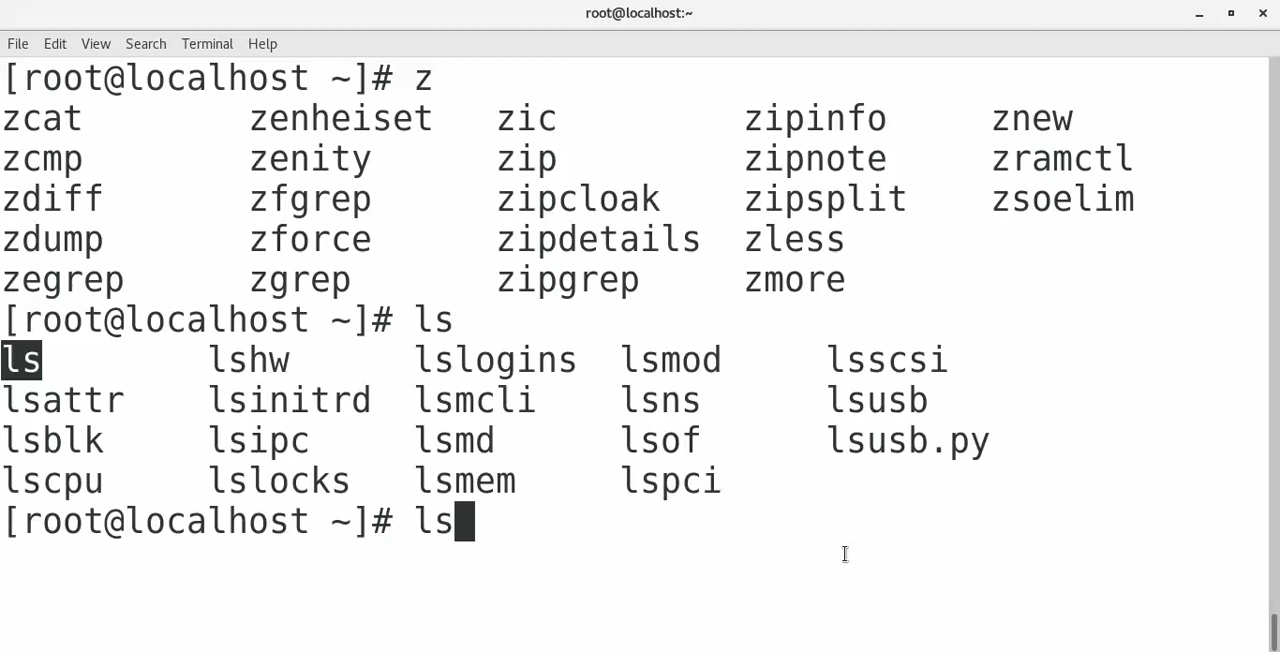 root@localhost:~
File Edit View Search Terminal Help
[root@localhost ~]# z
zcat zenheiset zic zipinfo znew
zcmp zenity zip zipnote zramctl
zdiff zfgrep zipcloak zipsplit zsoelim
zdump zforce zipdetails zless
zegrep zgrep zipgrep zmore
[root@localhost ~]# ls
ls lshw lslogins lsmod lsscsi
lsattr lsinitrd lsmcli lsns lsusb
lsblk lsipc lsmd lsof lsusb.py
lscpu lslocks lsmem lspci
[root@localhost ~]# ls